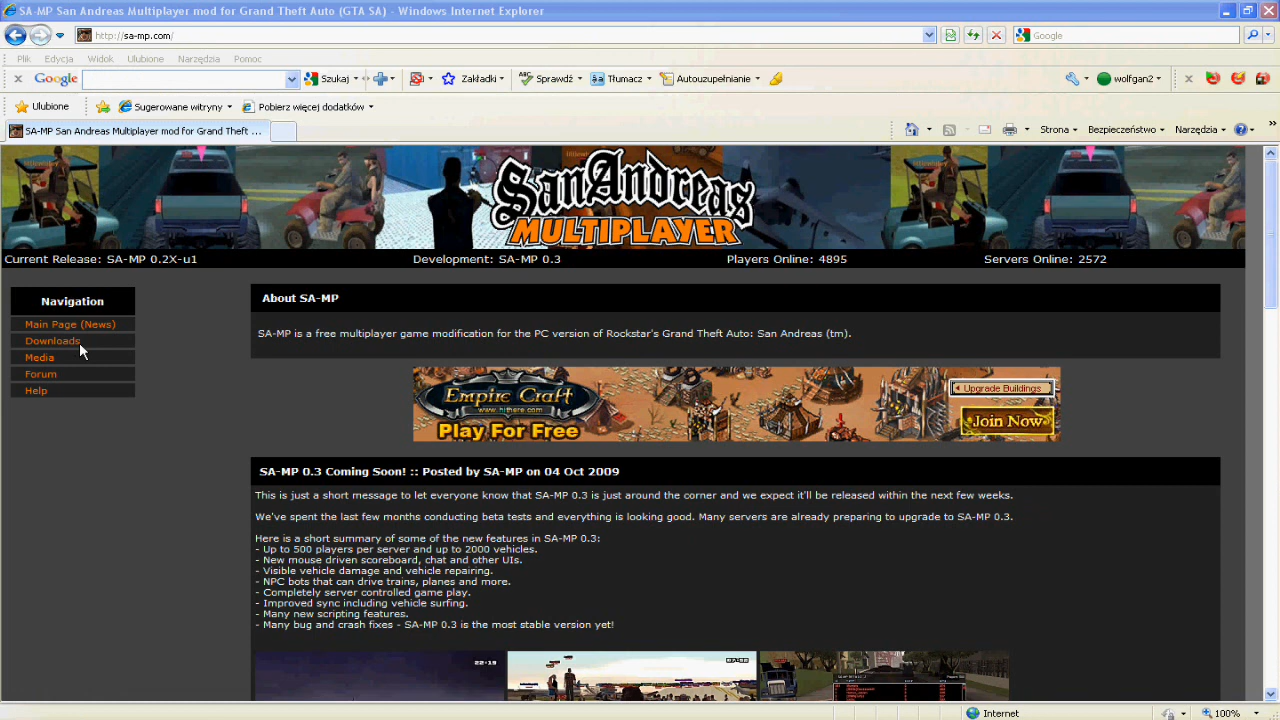 SA-MP San Andreas Multiplayer mod for Grand Theft Auto (GTA SA) - Windows Internet Explorer
http://sa-mp.com/
Google
Plik Edycja Widok Ulubione Narzędzia Pomoc
Google Szukaj Zakładki Sprawdź Tłumacz Autouzupełnianie wolfgan2
Ulubione Sugerowane witryny Pobierz więcej dodatków
SA-MP San Andreas Multiplayer mod for Grand Theft ... Strona Bezpieczeństwo Narzędzia
San Andreas
MULTIPLAYER
Current Release: SA-MP 0.2X-u1 Development: SA-MP 0.3 Players Online: 4895 Servers Online: 2572
Navigation
Main Page (News)
Downloads
Media
Forum
Help
About SA-MP
SA-MP is a free multiplayer game modification for the PC version of Rockstar's Grand Theft Auto: San Andreas (tm).
Empire Craft
Play For Free
Upgrade Buildings
Join Now
SA-MP 0.3 Coming Soon! :: Posted by SA-MP on 04 Oct 2009
This is just a short message to let everyone know that SA-MP 0.3 is just around the corner and we expect it'll be released within the next few weeks.
We've spent the last few months conducting beta tests and everything is looking good. Many servers are already preparing to upgrade to SA-MP 0.3.
Here is a short summary of some of the new features in SA-MP 0.3:
- Up to 500 players per server and up to 2000 vehicles.
- New mouse driven scoreboard, chat and other UIs.
- Visible vehicle damage and vehicle repairing.
- NPC bots that can drive trains, planes and more.
- Completely server controlled game play.
- Improved sync including vehicle surfing.
- Many new scripting features.
- Many bug and crash fixes - SA-MP 0.3 is the most stable version yet!
22:19
Internet 100%